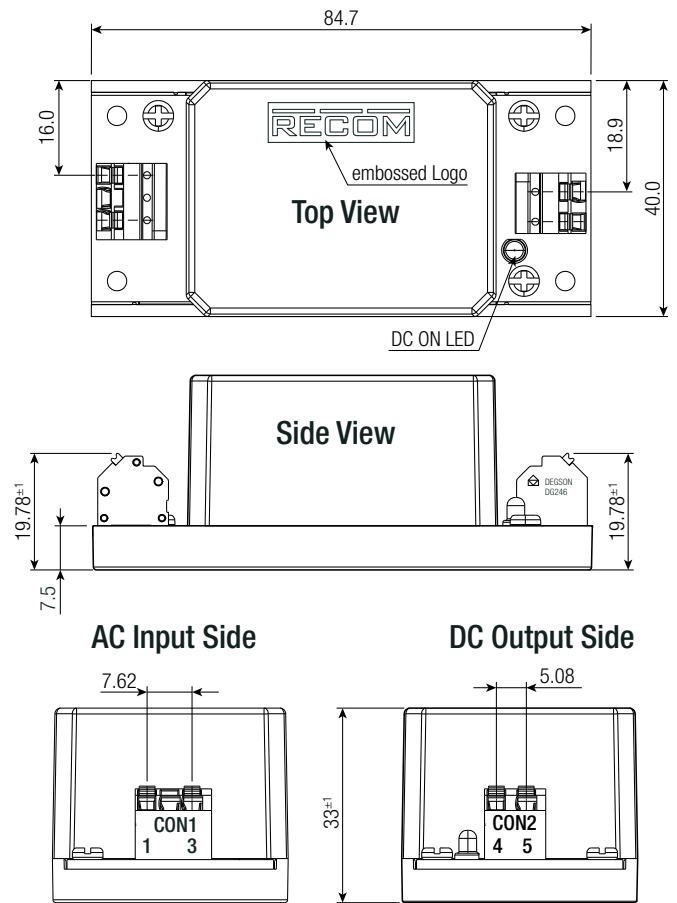 84.7
16.0
18.9
40.0
RECOM
embossed Logo
Top View
DC ON LED
Side View
19.78±1
7.5
DEGSON
DG246
19.78±1
AC Input Side
DC Output Side
7.62
5.08
33±1
CON1
1 3
CON2
4 5